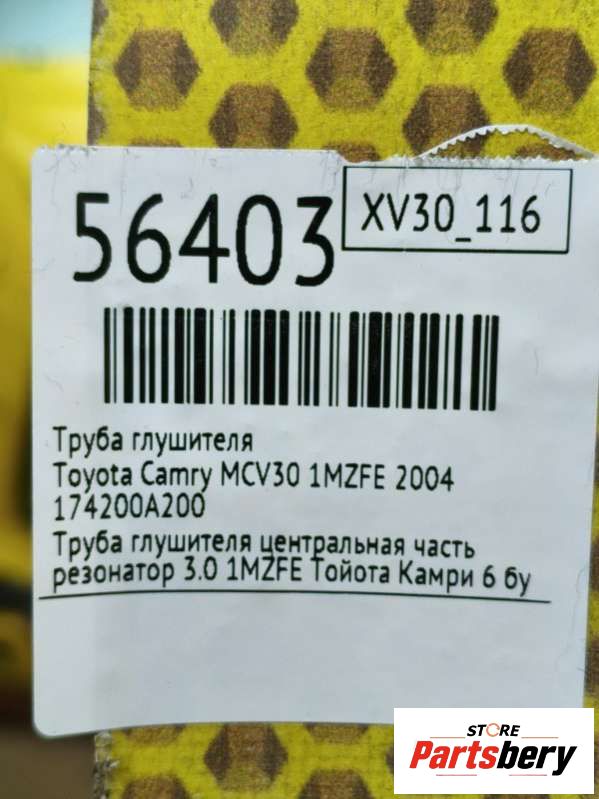 56403
XV30_116
Труба глушителя
Toyota Camry MCV30 1MZFE 2004
174200A200
Труба глушителя центральная часть
резонатор 3.0 1MZFE Тойота Камри 6 бу
STORE
Partsbery